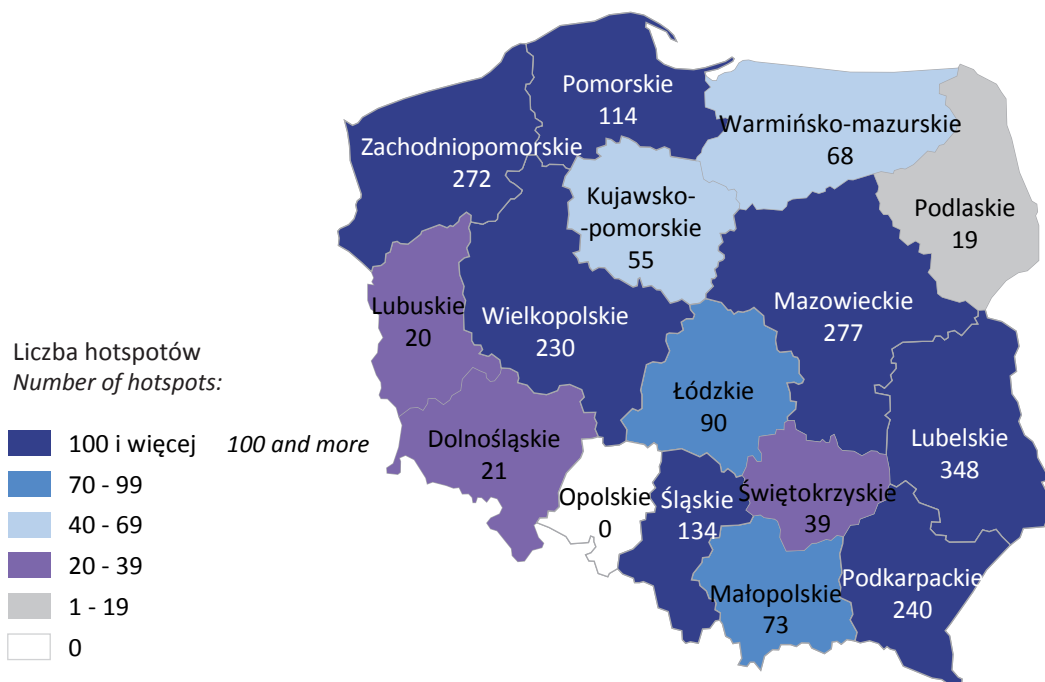 Pomorskie
114
Warmińsko-mazurskie
68
Zachodniopomorskie
272
Kujawsko-
-pomorskie
55
Podlaskie
19
Lubuskie
20
Wielkopolskie
230
Mazowieckie
277
Łódzkie
90
Dolnośląskie
21
Lubelskie
348
Opolskie
0
Śląskie
134
Świętokrzyskie
39
Małopolskie
73
Podkarpackie
240
Liczba hotspotów
Number of hotspots:
100 i więcej 100 and more
70 - 99
40 - 69
20 - 39
1 - 19
0